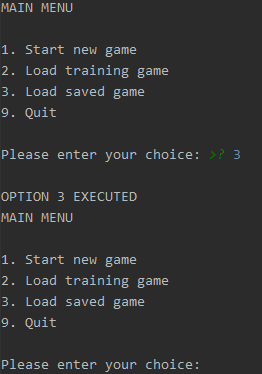 MAIN MENU
1. Start new game
2. Load training game
3. Load saved game
9. Quit
Please enter your choice: >? 3
OPTION 3 EXECUTED
MAIN MENU
1. Start new game
2. Load training game
3. Load saved game
9. Quit
Please enter your choice: